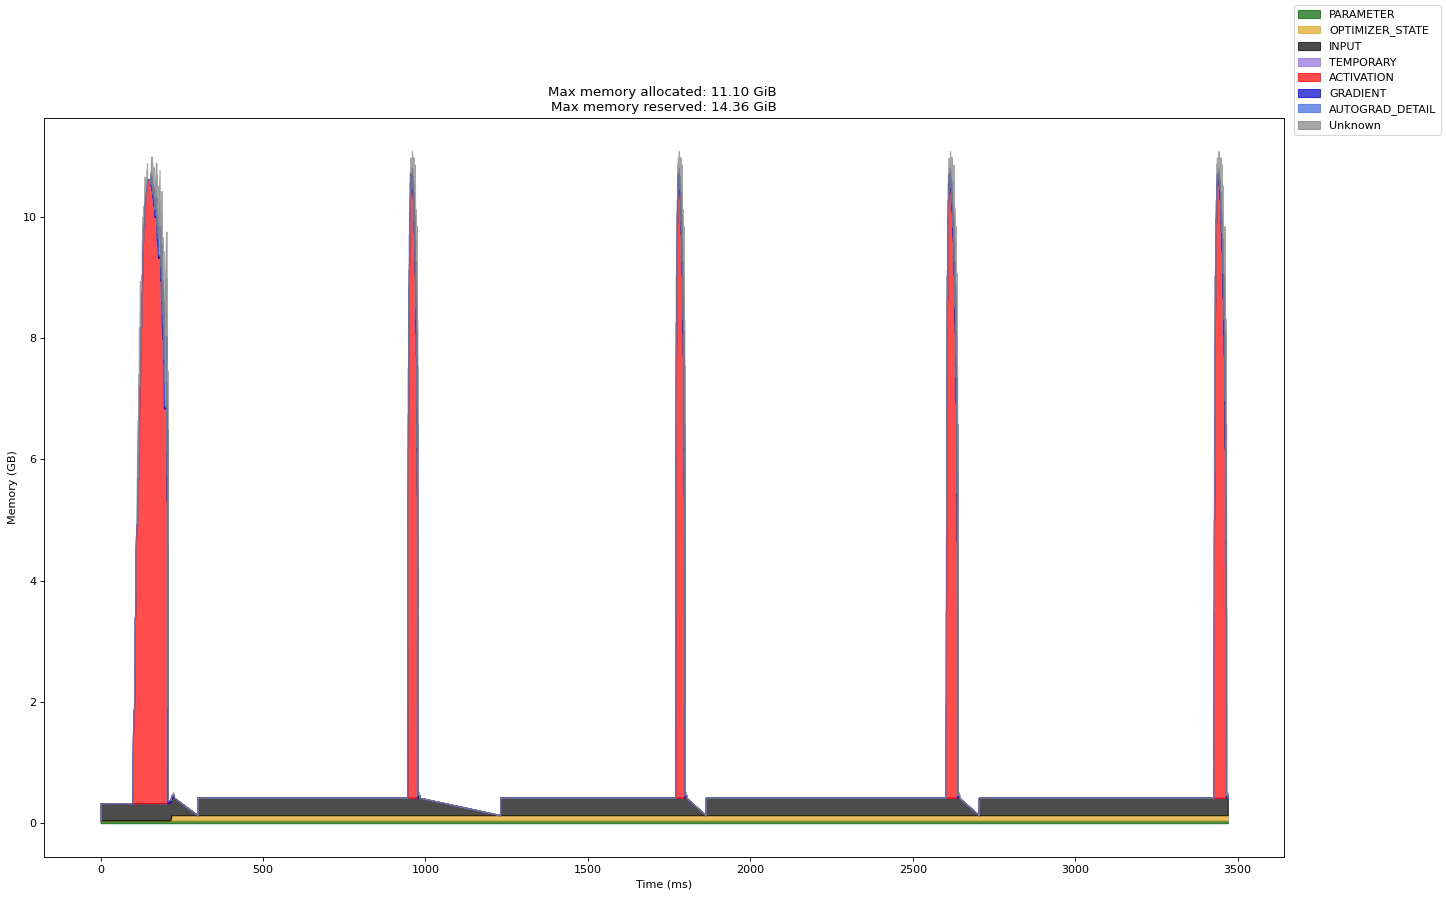 PARAMETER
OPTIMIZER_STATE
INPUT
TEMPORARY
ACTIVATION
GRADIENT
AUTOGRAD_DETAIL
Unknown
Max memory allocated: 11.10 GiB
Max memory reserved: 14.36 GiB
10
8
6
4
2
0
Memory (GB)
0 500 1000 1500 2000 2500 3000 3500
Time (ms)